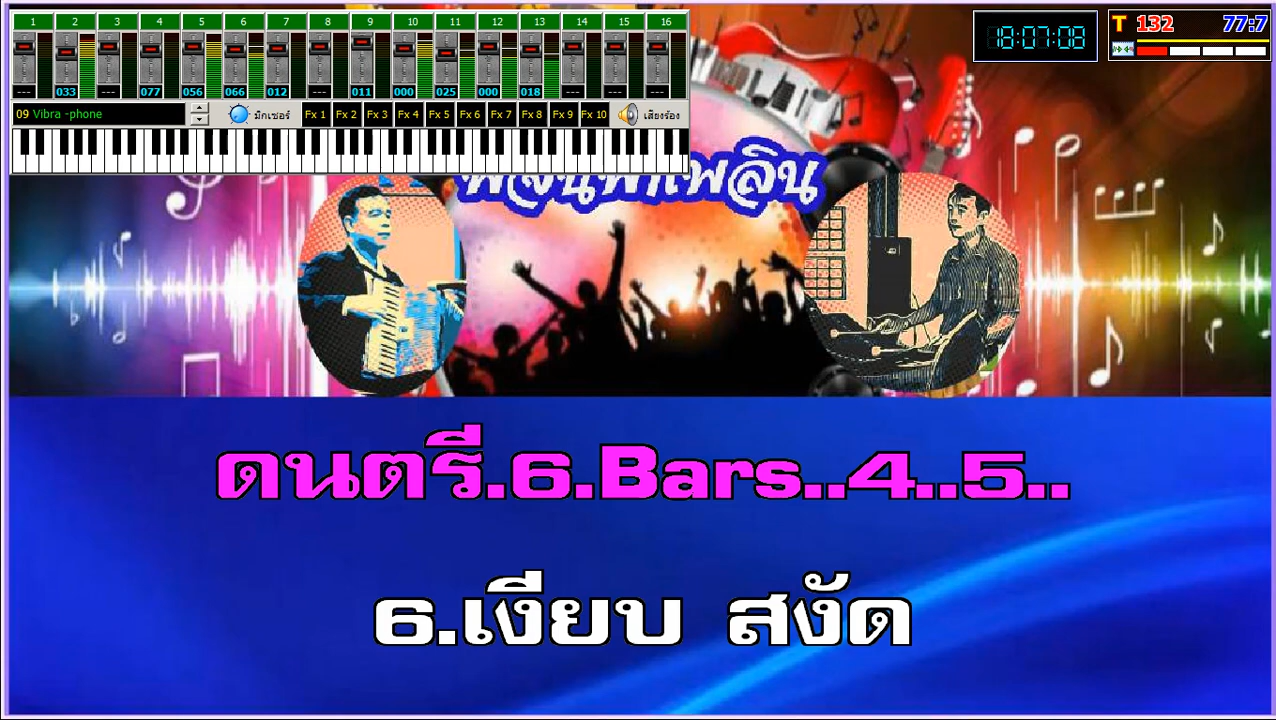 1 2 3 4 5 6 7 8 9 10 11 12 13 14 15 16
--- 033 --- 077 056 066 012 --- 011 000 025 000 018 --- --- ---
09 Vibra -phone
มิกเซอร์
Fx 1 Fx 2 Fx 3 Fx 4 Fx 5 Fx 6 Fx 7 Fx 8 Fx 9 Fx 10
เสียงร้อง
18:07:08
T 132 77:7
ดนตรี.6.Bars..4..5..
6.เงียบ สงัด